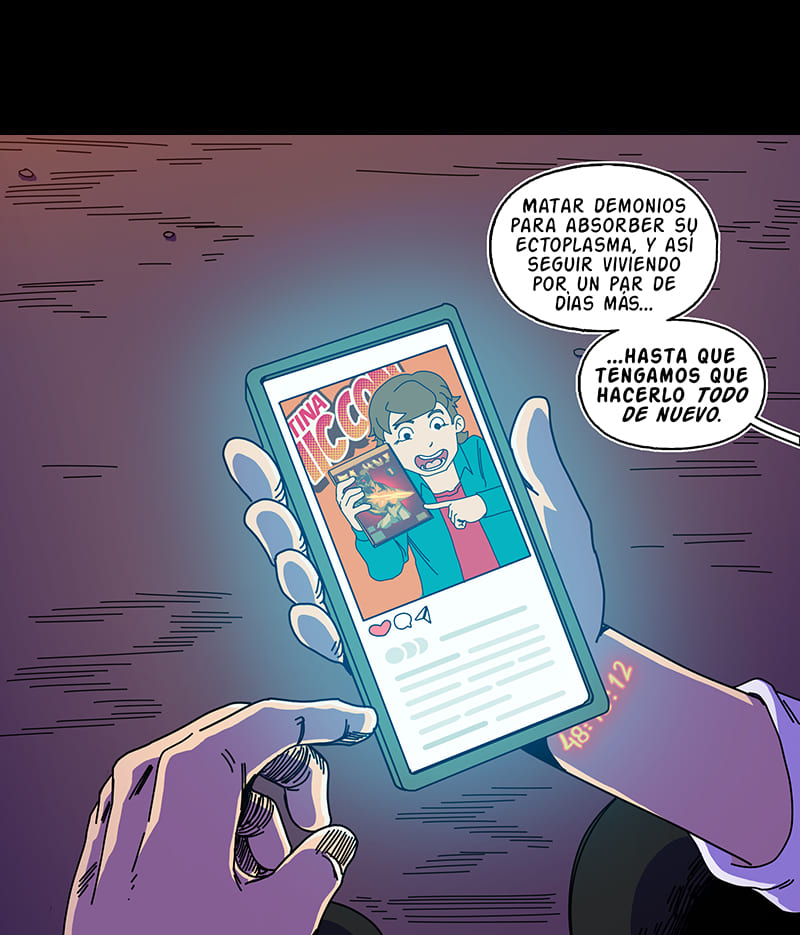 MATAR DEMONIOS
PARA ABSORBER SU
ECTOPLASMA, Y ASÍ
SEGUIR VIVIENDO
POR UN PAR DE
DÍAS MÁS...
...HASTA QUE
TENGAMOS QUE
HACERLO TODO
DE NUEVO.
TINA